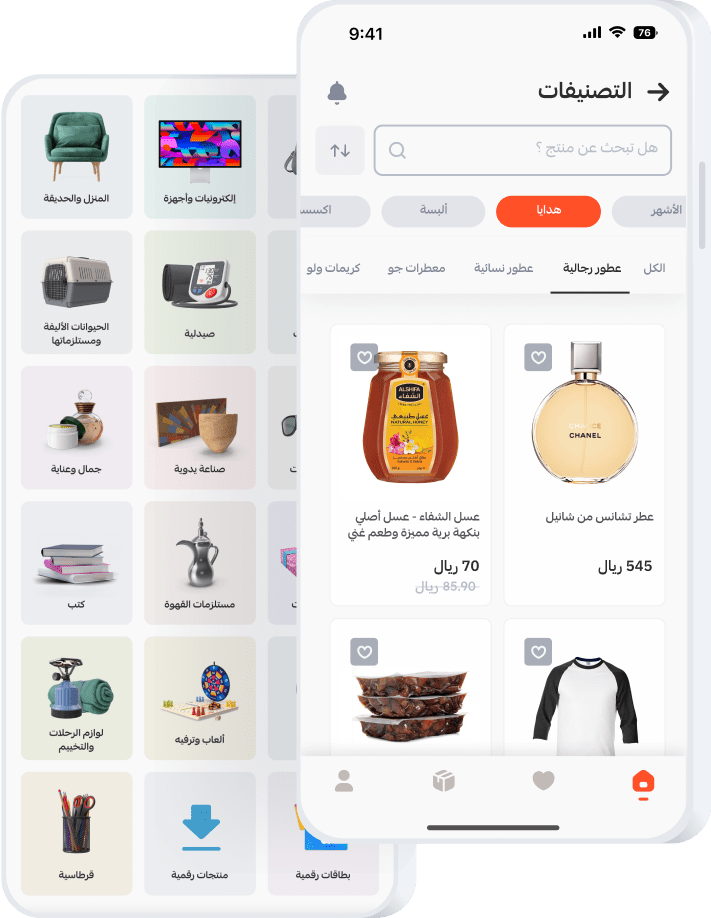 9:41
76
التصنيفات
هل تبحث عن منتج ؟
الأشهر
هدايا
ألبسة
اكسس
الكل
عطور رجالية
عطور نسائية
معطرات جو
كريمات ولو
CHANCE
CHANEL
عطر تشانس من شانيل
545 ريال
ALSHIFA
الشفاء
عسل طبيعي
NATURAL HONEY
عسل الشفاء - عسل أصلي
بنكهة برية مميزة وطعم غني
70 ريال
85.90 ريال
إلكترونيات وأجهزة
المنزل والحديقة
صيدلية
الحيوانات الأليفة
ومستلزماتها
صناعة يدوية
جمال وعناية
مستلزمات القهوة
كتب
ألعاب وترفيه
لوازم الرحلات
والتخييم
بطاقات رقمية
منتجات رقمية
قرطاسية